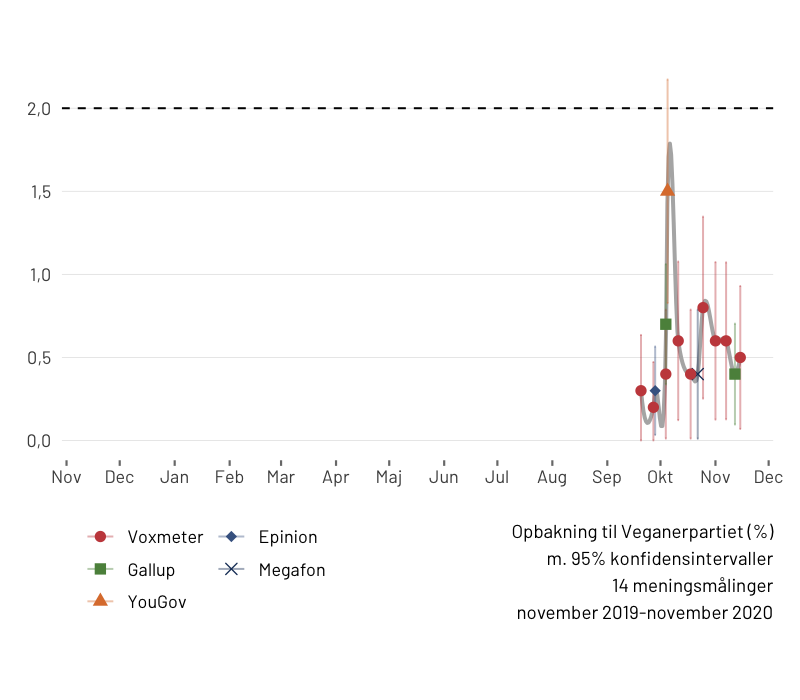 2,0
1,5
1,0
0,5
0,0
Nov Dec Jan Feb Mar Apr Maj Jun Jul Aug Sep Okt Nov Dec
Voxmeter Epinion
Gallup Megafon
YouGov
Opbakning til Veganerpartiet (%)
m. 95% konfidensintervaller
14 meningsmålinger
november 2019-november 2020